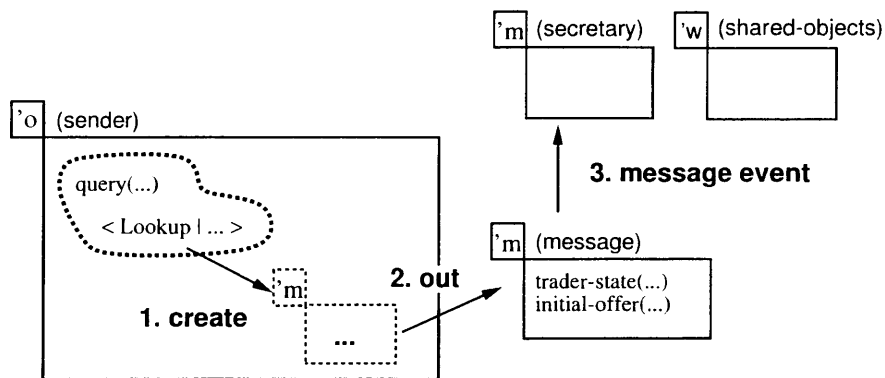 'm (secretary)
'w (shared-objects)
'o (sender)
query(...)
< Lookup | ... >
3. message event
'm (message)
trader-state(...)
initial-offer(...)
2. out
'm
1. create
...